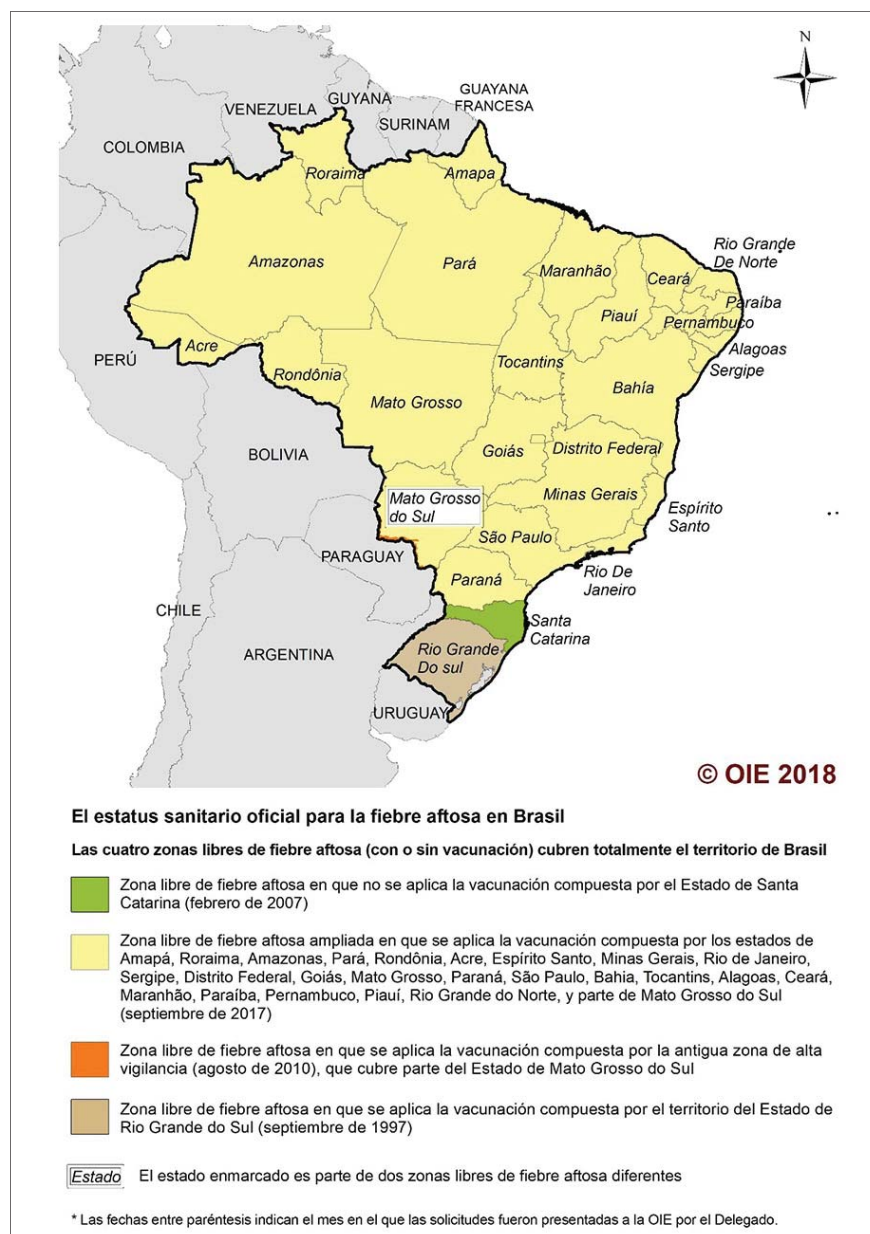 N
GUAYANA
FRANCESA
GUYANA
VENEZUELA
SURINAM
COLOMBIA
Roraima
Amapa
Rio Grande
De Norte
Amazonas
Pará
Maranhão
Ceará
Paraíba
Piauí
Pernambuco
Alagoas
Sergipe
Acre
PERÚ
Rondônia
Tocantins
Bahía
Mato Grosso
BOLIVIA
Goiás
Distrito Federal
Mato Grosso
do Sul
Minas Gerais
Espírito
Santo
São Paulo
PARAGUAY
Rio De
Janeiro
Paraná
CHILE
Santa
Catarina
ARGENTINA
Rio Grande
Do sul
URUGUAY
© OIE 2018
El estatus sanitario oficial para la fiebre aftosa en Brasil
Las cuatro zonas libres de fiebre aftosa (con o sin vacunación) cubren totalmente el territorio de Brasil
Zona libre de fiebre aftosa en que no se aplica la vacunación compuesta por el Estado de Santa
Catarina (febrero de 2007)
Zona libre de fiebre aftosa ampliada en que se aplica la vacunación compuesta por los estados de
Amapá, Roraima, Amazonas, Pará, Rondônia, Acre, Espírito Santo, Minas Gerais, Rio de Janeiro,
Sergipe, Distrito Federal, Goiás, Mato Grosso, Paraná, São Paulo, Bahia, Tocantins, Alagoas, Ceará,
Maranhão, Paraíba, Pernambuco, Piauí, Rio Grande do Norte, y parte de Mato Grosso do Sul
(septiembre de 2017)
Zona libre de fiebre aftosa en que se aplica la vacunación compuesta por la antigua zona de alta
vigilancia (agosto de 2010), que cubre parte del Estado de Mato Grosso do Sul
Zona libre de fiebre aftosa en que se aplica la vacunación compuesta por el territorio del Estado de
Rio Grande do Sul (septiembre de 1997)
Estado El estado enmarcado es parte de dos zonas libres de fiebre aftosa diferentes
* Las fechas entre paréntesis indican el mes en el que las solicitudes fueron presentadas a la OIE por el Delegado.